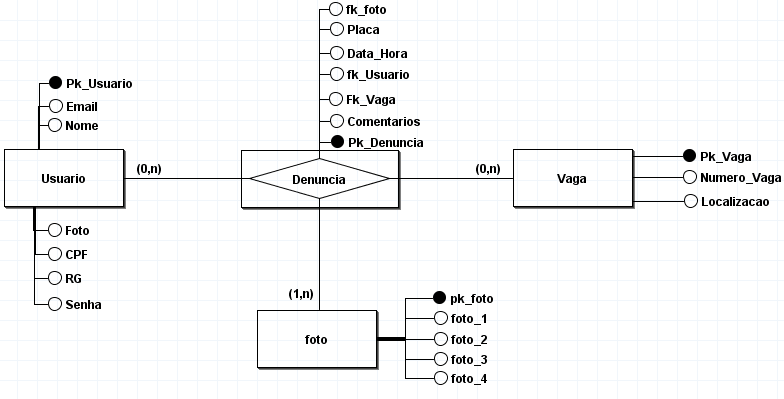 fk_foto
Placa
Data_Hora
fk_Usuario
Fk_Vaga
Comentarios
Pk_Denuncia
Pk_Usuario
Email
Nome
Usuario
(0,n)
Denuncia
(0,n)
Vaga
Pk_Vaga
Numero_Vaga
Localizacao
Foto
CPF
RG
Senha
(1,n)
foto
pk_foto
foto_1
foto_2
foto_3
foto_4